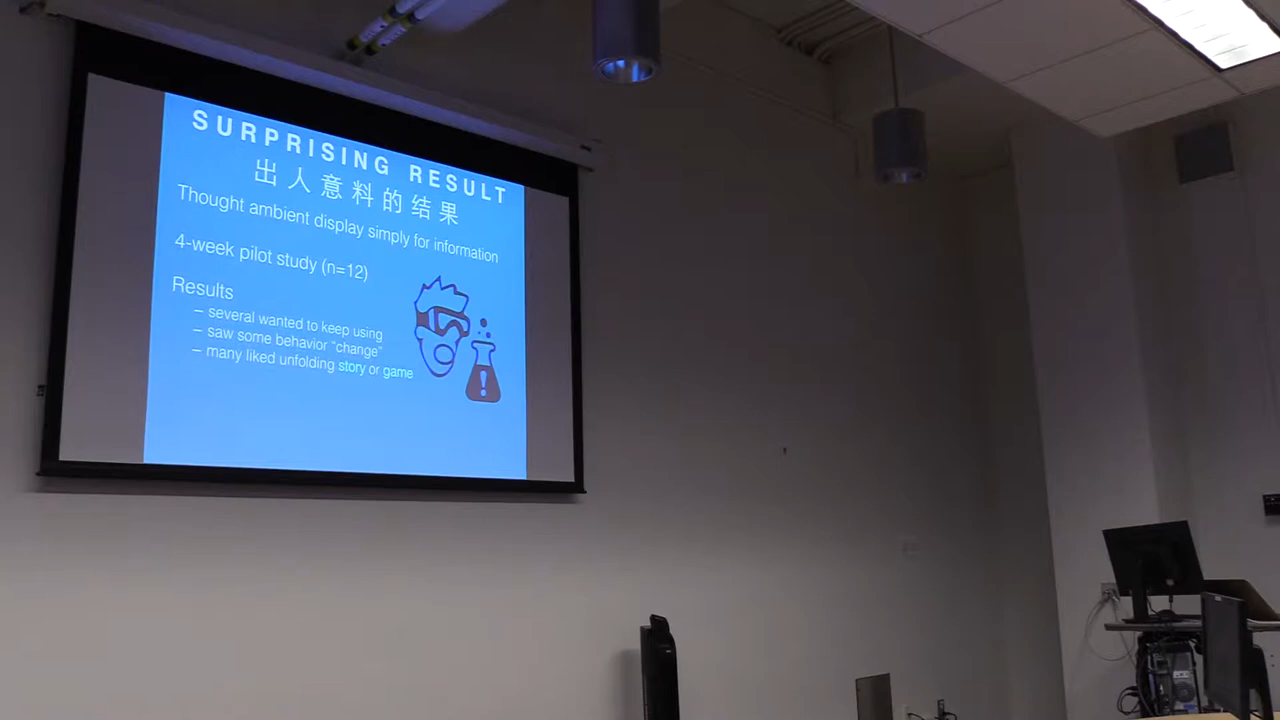 SURPRISING RESULT
出人意料的结果
Thought ambient display simply for information
4-week pilot study (n=12)
Results
– several wanted to keep using
– saw some behavior “change”
– many liked unfolding story or game
!